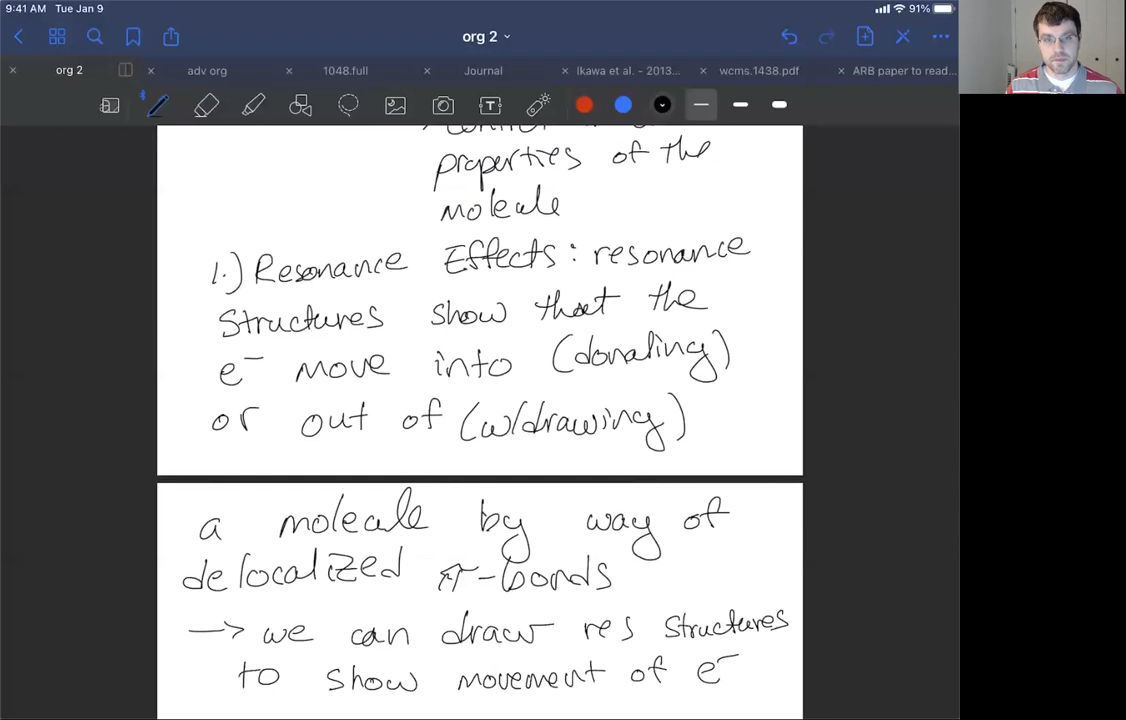 9:41 AM Tue Jan 9
91%
org 2
org 2
adv org
1048.full
Journal
Ikawa et al. - 2013...
wcms.1438.pdf
ARB paper to read...
properties of the
molecule
1.) Resonance Effects: resonance
structures show that the
e⁻ move into (donating)
or out of (w/drawing)
a molecule by way of
delocalized π-bonds
→ we can draw res structures
to show movement of e⁻